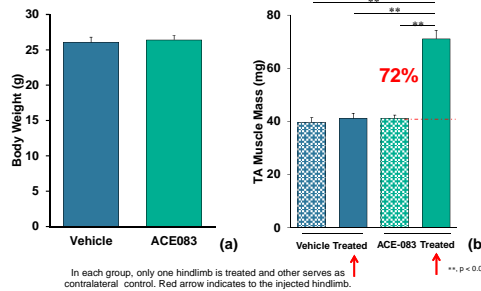 30
25
20
15
10
5
0
Body Weight (g)
Vehicle ACE083
(a)
**
**
**
80
60
40
20
0
TA Muscle Mass (mg)
72%
Vehicle Treated ACE-083 Treated
(b
In each group, only one hindlimb is treated and other serves as
contralateral control. Red arrow indicates to the injected hindlimb.
**, p < 0.0